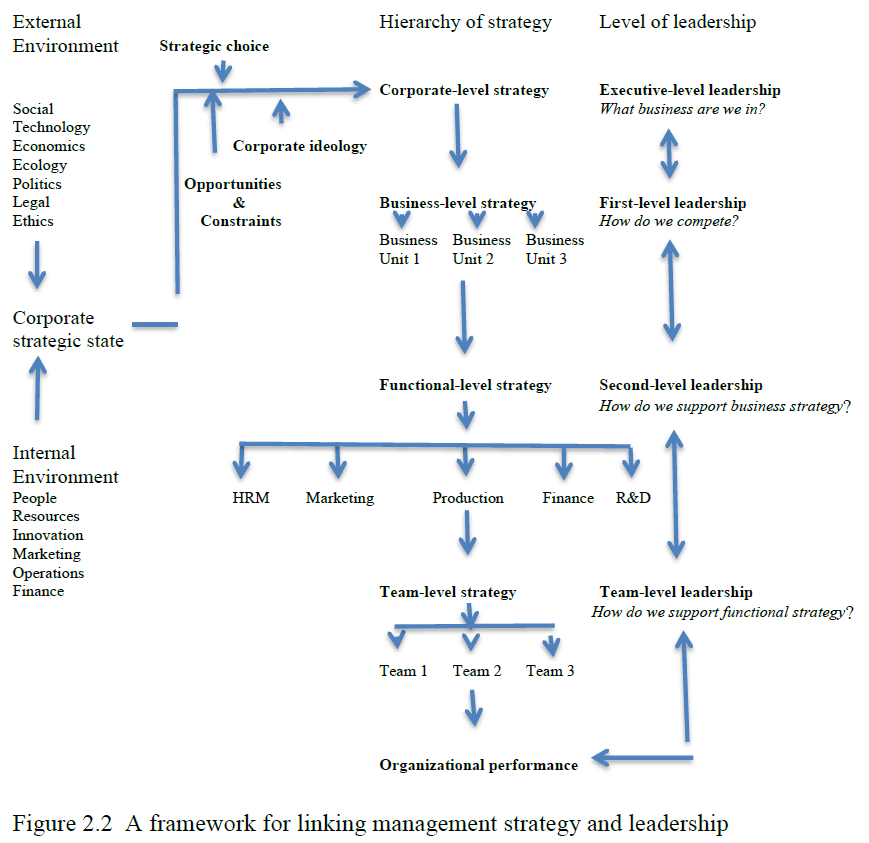 External
Environment
Hierarchy of strategy
Level of leadership
Strategic choice
Social
Technology
Economics
Ecology
Politics
Legal
Ethics
Corporate ideology
Opportunities
&
Constraints
Corporate-level strategy
Executive-level leadership
What business are we in?
Business-level strategy
First-level leadership
How do we compete?
Business
Unit 1
Business
Unit 2
Business
Unit 3
Corporate
strategic state
Functional-level strategy
Second-level leadership
How do we support business strategy?
Internal
Environment
People
Resources
Innovation
Marketing
Operations
Finance
HRM
Marketing
Production
Finance
R&D
Team-level strategy
Team-level leadership
How do we support functional strategy?
Team 1
Team 2
Team 3
Organizational performance
Figure 2.2 A framework for linking management strategy and leadership